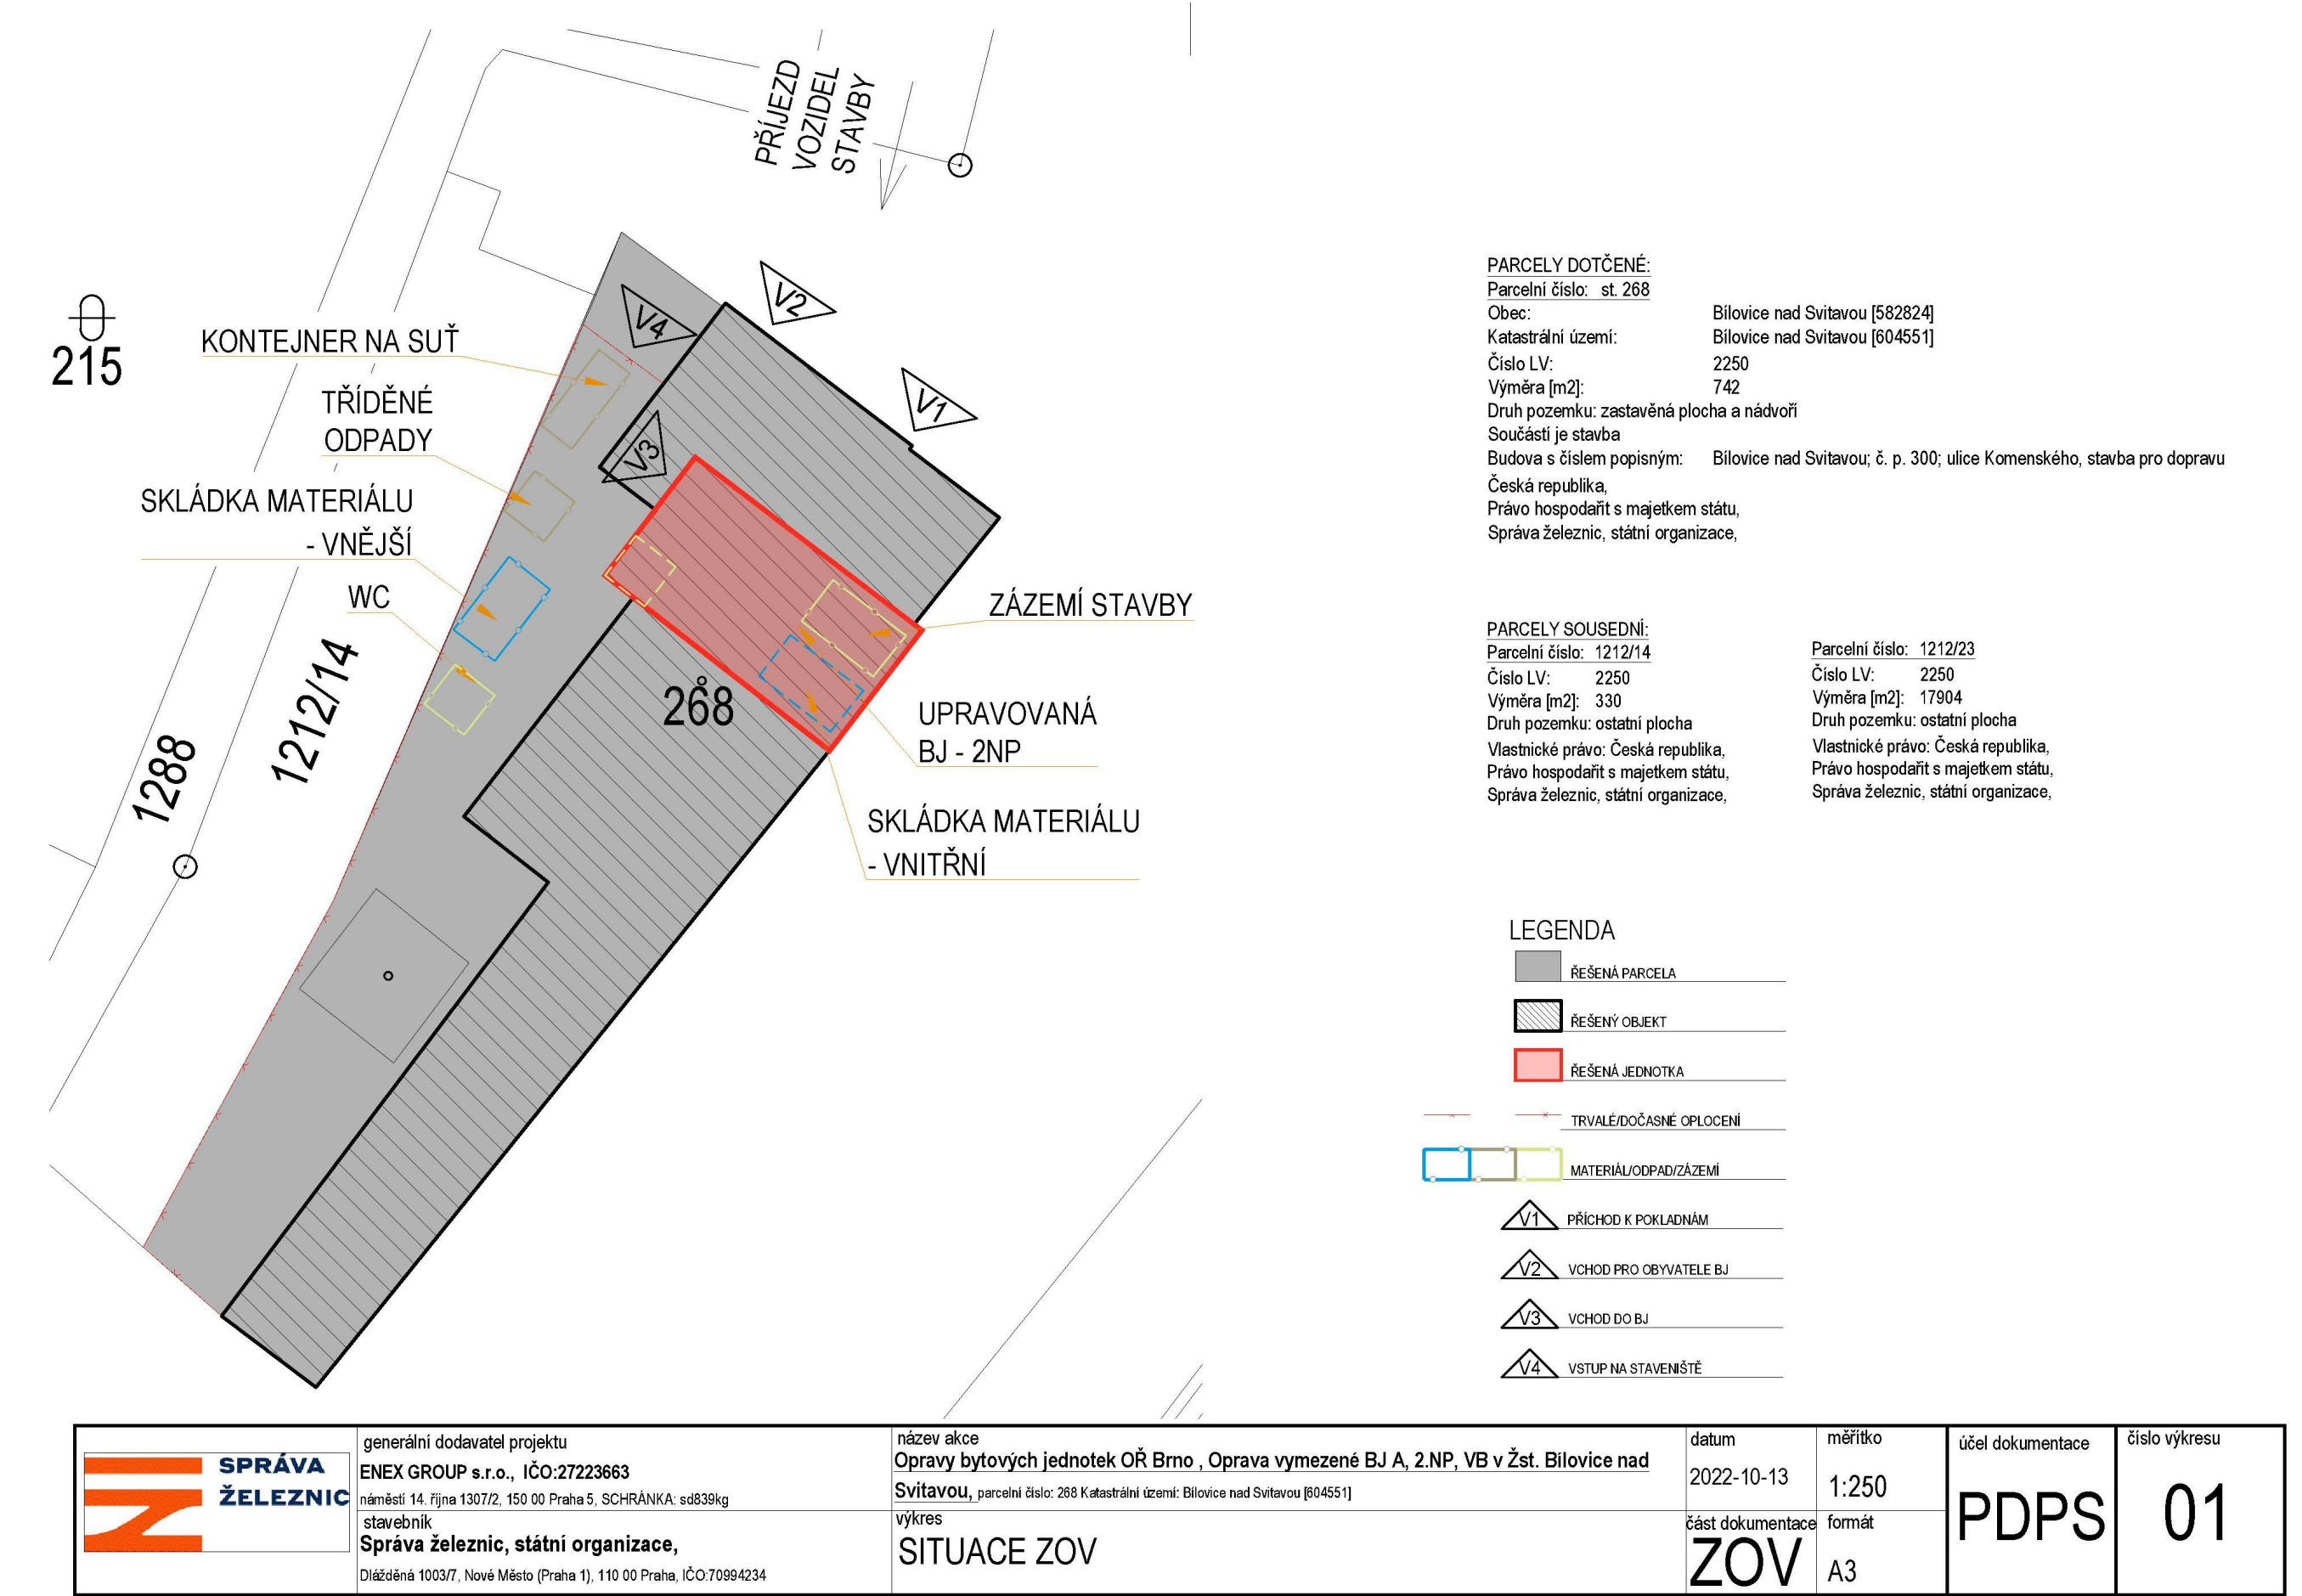 PŘÍJEZD
VOZIDEL
STAVBY
215
KONTEJNER NA SUŤ
TŘÍDĚNÉ
ODPADY
SKLÁDKA MATERIÁLU
- VNĚJŠÍ
WC
1288
1212/14
V4
V2
V1
V3
268
ZÁZEMÍ STAVBY
UPRAVOVANÁ
BJ - 2NP
SKLÁDKA MATERIÁLU
- VNITŘNÍ
PARCELY DOTČENÉ:
Parcelní číslo: st. 268
Obec: Bílovice nad Svitavou [582824]
Katastrální území: Bílovice nad Svitavou [604551]
Číslo LV: 2250
Výměra [m2]: 742
Druh pozemku: zastavěná plocha a nádvoří
Součástí je stavba
Budova s číslem popisným: Bílovice nad Svitavou; č. p. 300; ulice Komenského, stavba pro dopravu
Česká republika,
Právo hospodařit s majetkem státu,
Správa železnic, státní organizace,
PARCELY SOUSEDNÍ:
Parcelní číslo: 1212/14
Číslo LV: 2250
Výměra [m2]: 330
Druh pozemku: ostatní plocha
Vlastnické právo: Česká republika,
Právo hospodařit s majetkem státu,
Správa železnic, státní organizace,
Parcelní číslo: 1212/23
Číslo LV: 2250
Výměra [m2]: 17904
Druh pozemku: ostatní plocha
Vlastnické právo: Česká republika,
Právo hospodařit s majetkem státu,
Správa železnic, státní organizace,
LEGENDA
ŘEŠENÁ PARCELA
ŘEŠENÝ OBJEKT
ŘEŠENÁ JEDNOTKA
TRVALÉ/DOČASNÉ OPLOCENÍ
MATERIÁL/ODPAD/ZÁZEMÍ
V1 PŘÍCHOD K POKLADNÁM
V2 VCHOD PRO OBYVATELE BJ
V3 VCHOD DO BJ
V4 VSTUP NA STAVENIŠTĚ
SPRÁVA
ŽELEZNIC
generální dodavatel projektu
ENEX GROUP s.r.o., IČO:27223663
náměstí 14. října 1307/2, 150 00 Praha 5, SCHRÁNKA: sd839kg
stavebník
Správa železnic, státní organizace,
Dlážděná 1003/7, Nové Město (Praha 1), 110 00 Praha, IČO:70994234
název akce
Opravy bytových jednotek OŘ Brno , Oprava vymezené BJ A, 2.NP, VB v Žst. Bílovice nad
Svitavou, parcelní číslo: 268 Katastrální území: Bílovice nad Svitavou [604551]
výkres
SITUACE ZOV
datum
2022-10-13
měřítko
1:250
část dokumentace
ZOV
formát
A3
účel dokumentace
PDPS
číslo výkresu
01